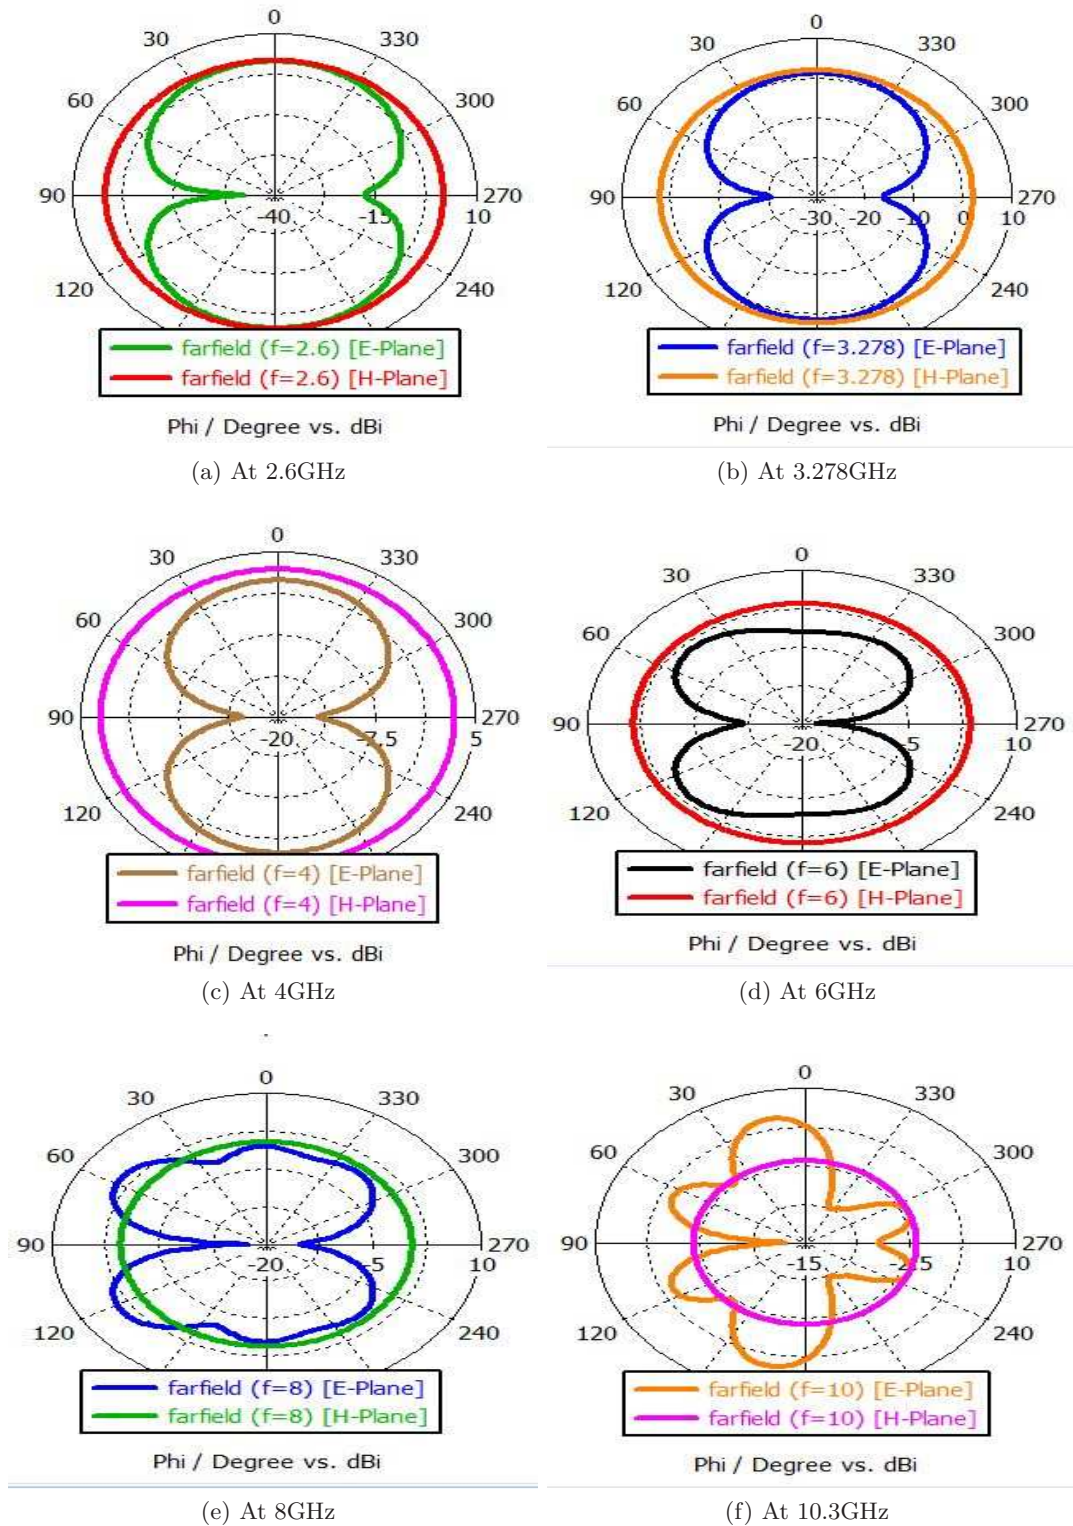 0
30 330
60 300
90 270
-40 -15 10
120 240
farfield (f=2.6) [E-Plane]
farfield (f=2.6) [H-Plane]
Phi / Degree vs. dBi
(a) At 2.6GHz
0
30 330
60 300
90 270
-30 -20 -10 0 10
120 240
farfield (f=3.278) [E-Plane]
farfield (f=3.278) [H-Plane]
Phi / Degree vs. dBi
(b) At 3.278GHz
0
30 330
60 300
90 270
-20 -7.5 5
120 240
farfield (f=4) [E-Plane]
farfield (f=4) [H-Plane]
Phi / Degree vs. dBi
(c) At 4GHz
0
30 330
60 300
90 270
-20 -5 10
120 240
farfield (f=6) [E-Plane]
farfield (f=6) [H-Plane]
Phi / Degree vs. dBi
(d) At 6GHz
0
30 330
60 300
90 270
-20 -5 10
120 240
farfield (f=8) [E-Plane]
farfield (f=8) [H-Plane]
Phi / Degree vs. dBi
(e) At 8GHz
0
30 330
60 300
90 270
-15 -2.5 10
120 240
farfield (f=10) [E-Plane]
farfield (f=10) [H-Plane]
Phi / Degree vs. dBi
(f) At 10.3GHz